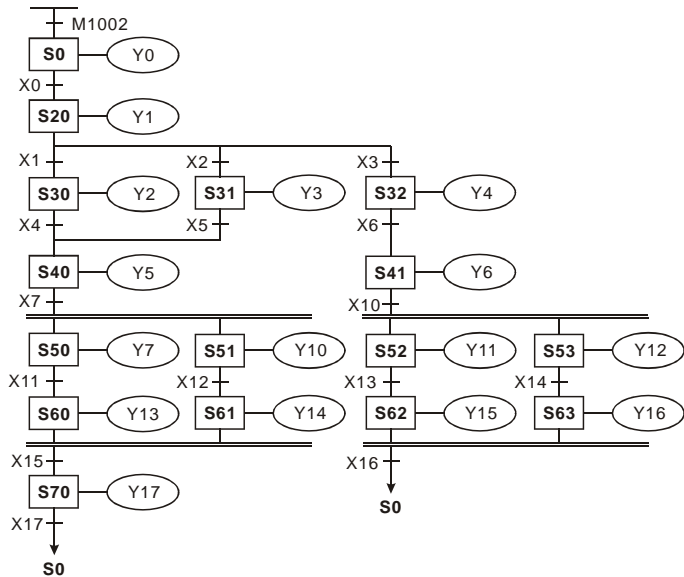 M1002
S0 Y0
X0
S20 Y1
X1 X2 X3
S30 Y2 S31 Y3 S32 Y4
X4 X5 X6
S40 Y5 S41 Y6
X7 X10
S50 Y7 S51 Y10 S52 Y11 S53 Y12
X11 X12 X13 X14
S60 Y13 S61 Y14 S62 Y15 S63 Y16
X15 X16
S70 Y17 S0
X17
S0